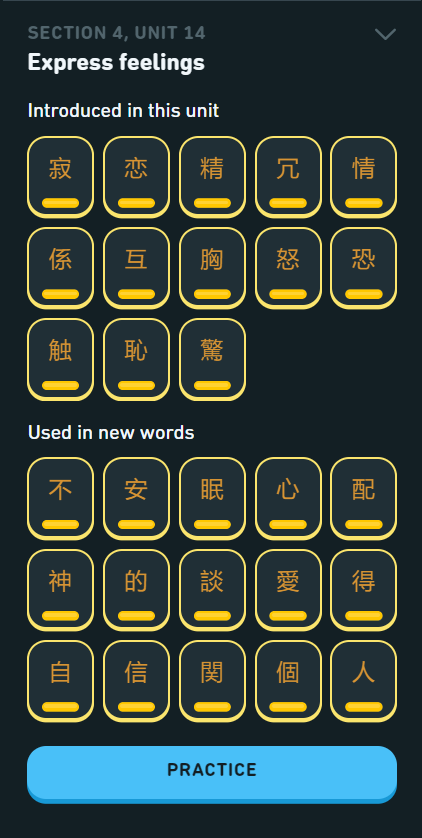 SECTION 4, UNIT 14
Express feelings
Introduced in this unit
寂 恋 精 冗 情
係 互 胸 怒 恐
触 恥 驚
Used in new words
不 安 眠 心 配
神 的 談 愛 得
自 信 関 個 人
PRACTICE